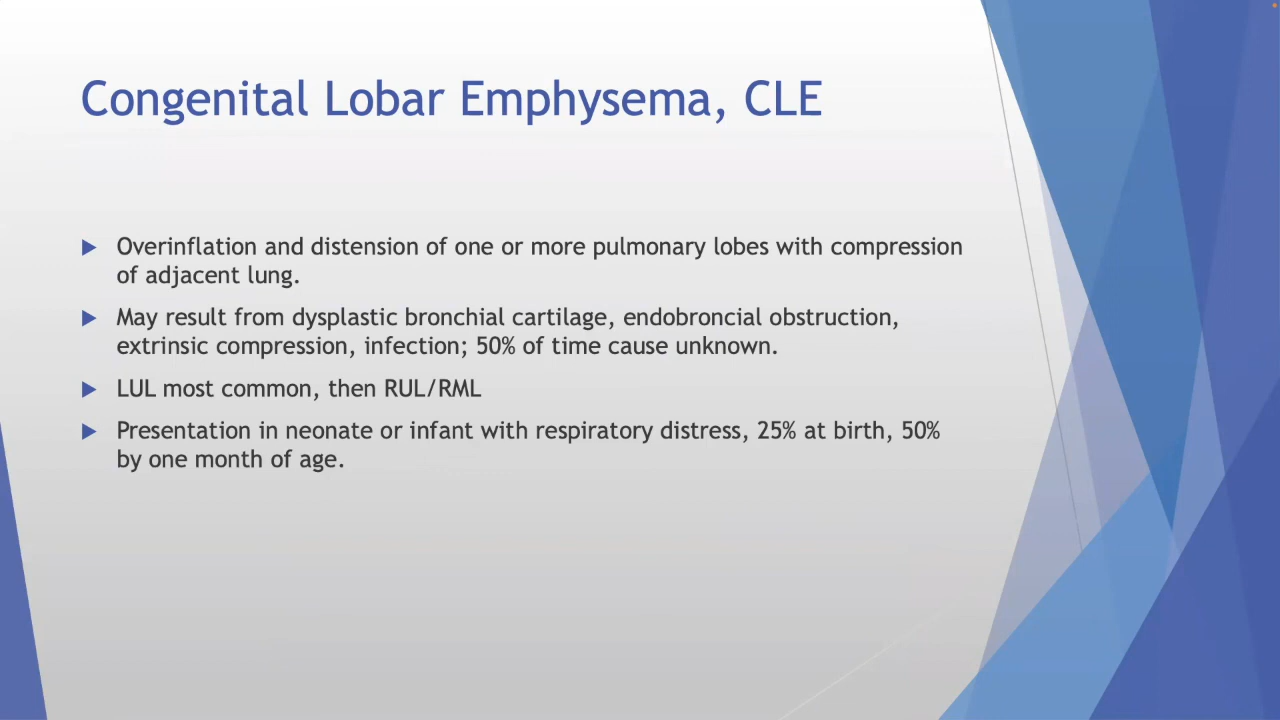 Congenital Lobar Emphysema, CLE
Overinflation and distension of one or more pulmonary lobes with compression
of adjacent lung.
May result from dysplastic bronchial cartilage, endobroncial obstruction,
extrinsic compression, infection; 50% of time cause unknown.
LUL most common, then RUL/RML
Presentation in neonate or infant with respiratory distress, 25% at birth, 50%
by one month of age.